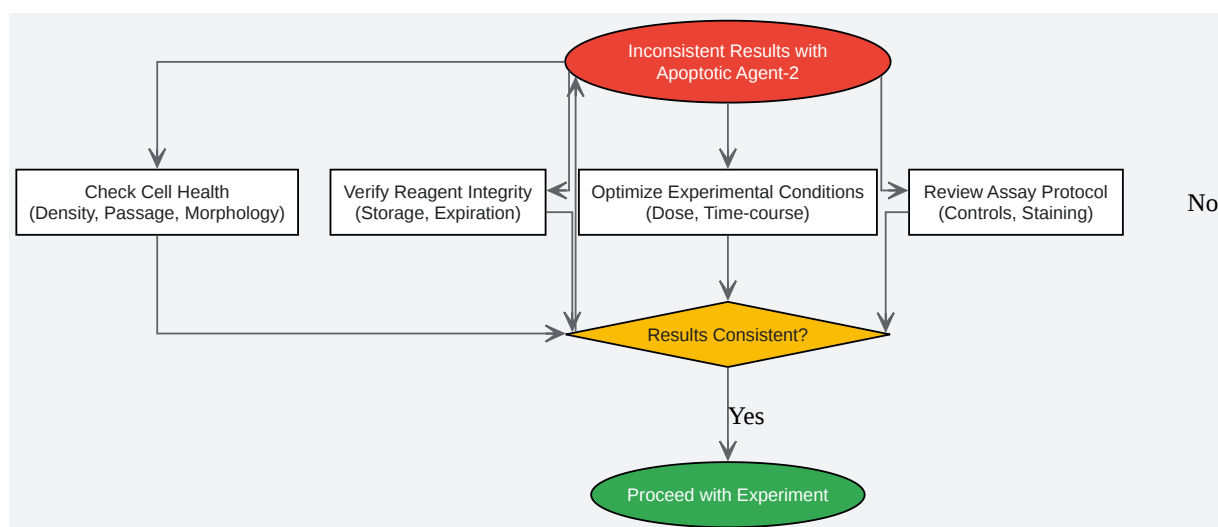 Inconsistent Results with
Apoptotic Agent-2
Check Cell Health
(Density, Passage, Morphology)
Verify Reagent Integrity
(Storage, Expiration)
Optimize Experimental Conditions
(Dose, Time-course)
Review Assay Protocol
(Controls, Staining)
No
Results Consistent?
Yes
Proceed with Experiment